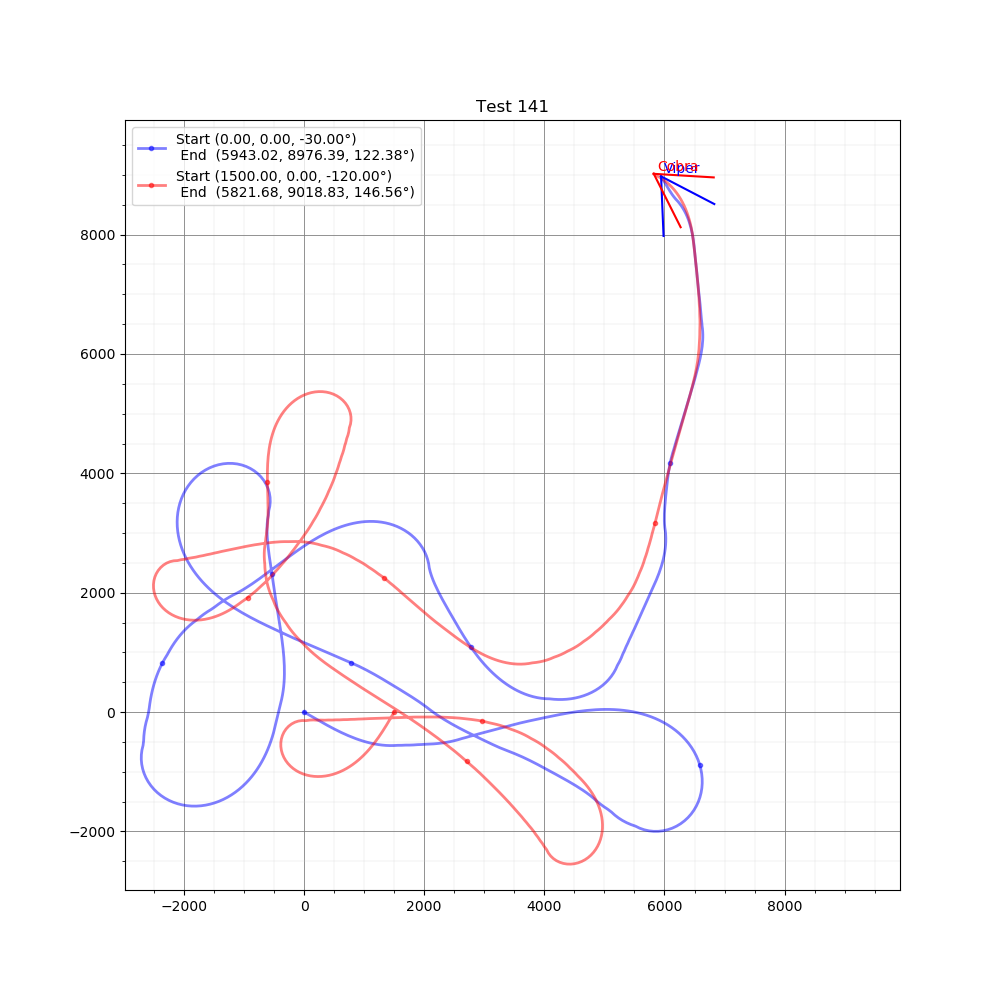 Test 141
Start (0.00, 0.00, -30.00°)
End  (5943.02, 8976.39, 122.38°)
Start (1500.00, 0.00, -120.00°)
End  (5821.68, 9018.83, 146.56°)
Cobra
Viper
8000
6000
4000
2000
0
−2000
−2000
0
2000
4000
6000
8000